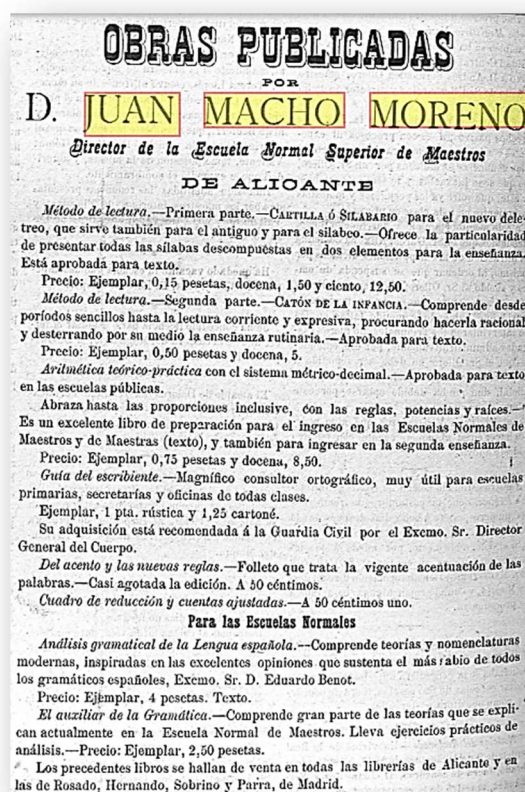 OBRAS PUBLICADAS
POR
D. JUAN MACHO MORENO
Director de la Escuela Normal Superior de Maestros
DE ALICANTE
Método de lectura.—Primera parte.—CARTILLA ó SILABARIO para el nuevo dele-
treo, que sirve también para el antiguo y para el silabeo.—Ofrece la particularidad
de presentar todas las sílabas descompuestas en dos elementos para la enseñanza.
Está aprobada para texto.
Precio: Ejemplar, 0,15 pesetas, docena, 1,50 y ciento, 12,50.
Método de lectura.—Segunda parte.—CATÓN DE LA INFANCIA.—Comprende desde
períodos sencillos hasta la lectura corriente y expresiva, procurando hacerla racional
y desterrando por su medio la enseñanza rutinaria.—Aprobada para texto.
Precio: Ejemplar, 0,50 pesetas y docena, 5.
Aritmética teórico-práctica con el sistema métrico-decimal.—Aprobada para texto
en las escuelas públicas.
Abraza hasta las proporciones inclusive, con las reglas, potencias y raíces.—
Es un excelente libro de preparación para el ingreso en las Escuelas Normales de
Maestros y de Maestras (texto), y también para ingresar en la segunda enseñanza.
Precio: Ejemplar, 0,75 pesetas y docena, 8,50.
Guía del escribiente.—Magnífico consultor ortográfico, muy útil para escuelas
primarias, secretarías y oficinas de todas clases.
Ejemplar, 1 pta. rústica y 1,25 cartoné.
Su adquisición está recomendada á la Guardia Civil por el Excmo. Sr. Director
General del Cuerpo.
Del acento y las nuevas reglas.—Folleto que trata la vigente acentuación de las
palabras.—Casi agotada la edición. A 50 céntimos.
Cuadro de reducción y cuentas ajustadas.—A 50 céntimos uno.
Para las Escuelas Normales
Análisis gramatical de la Lengua española.—Comprende teorías y nomenclaturas
modernas, inspiradas en las excelentes opiniones que sustenta el más sabio de todos
los gramáticos españoles, Excmo. Sr. D. Eduardo Benot.
Precio: Ejemplar, 4 pesetas. Texto.
El auxiliar de la Gramática.—Comprende gran parte de las teorías que se expli-
can actualmente en la Escuela Normal de Maestros. Lleva ejercicios prácticos de
análisis.—Precio: Ejemplar, 2,50 pesetas.
Los precedentes libros se hallan de venta en todas las librerías de Alicante y en
las de Rosado, Hernando, Sobrino y Parra, de Madrid.